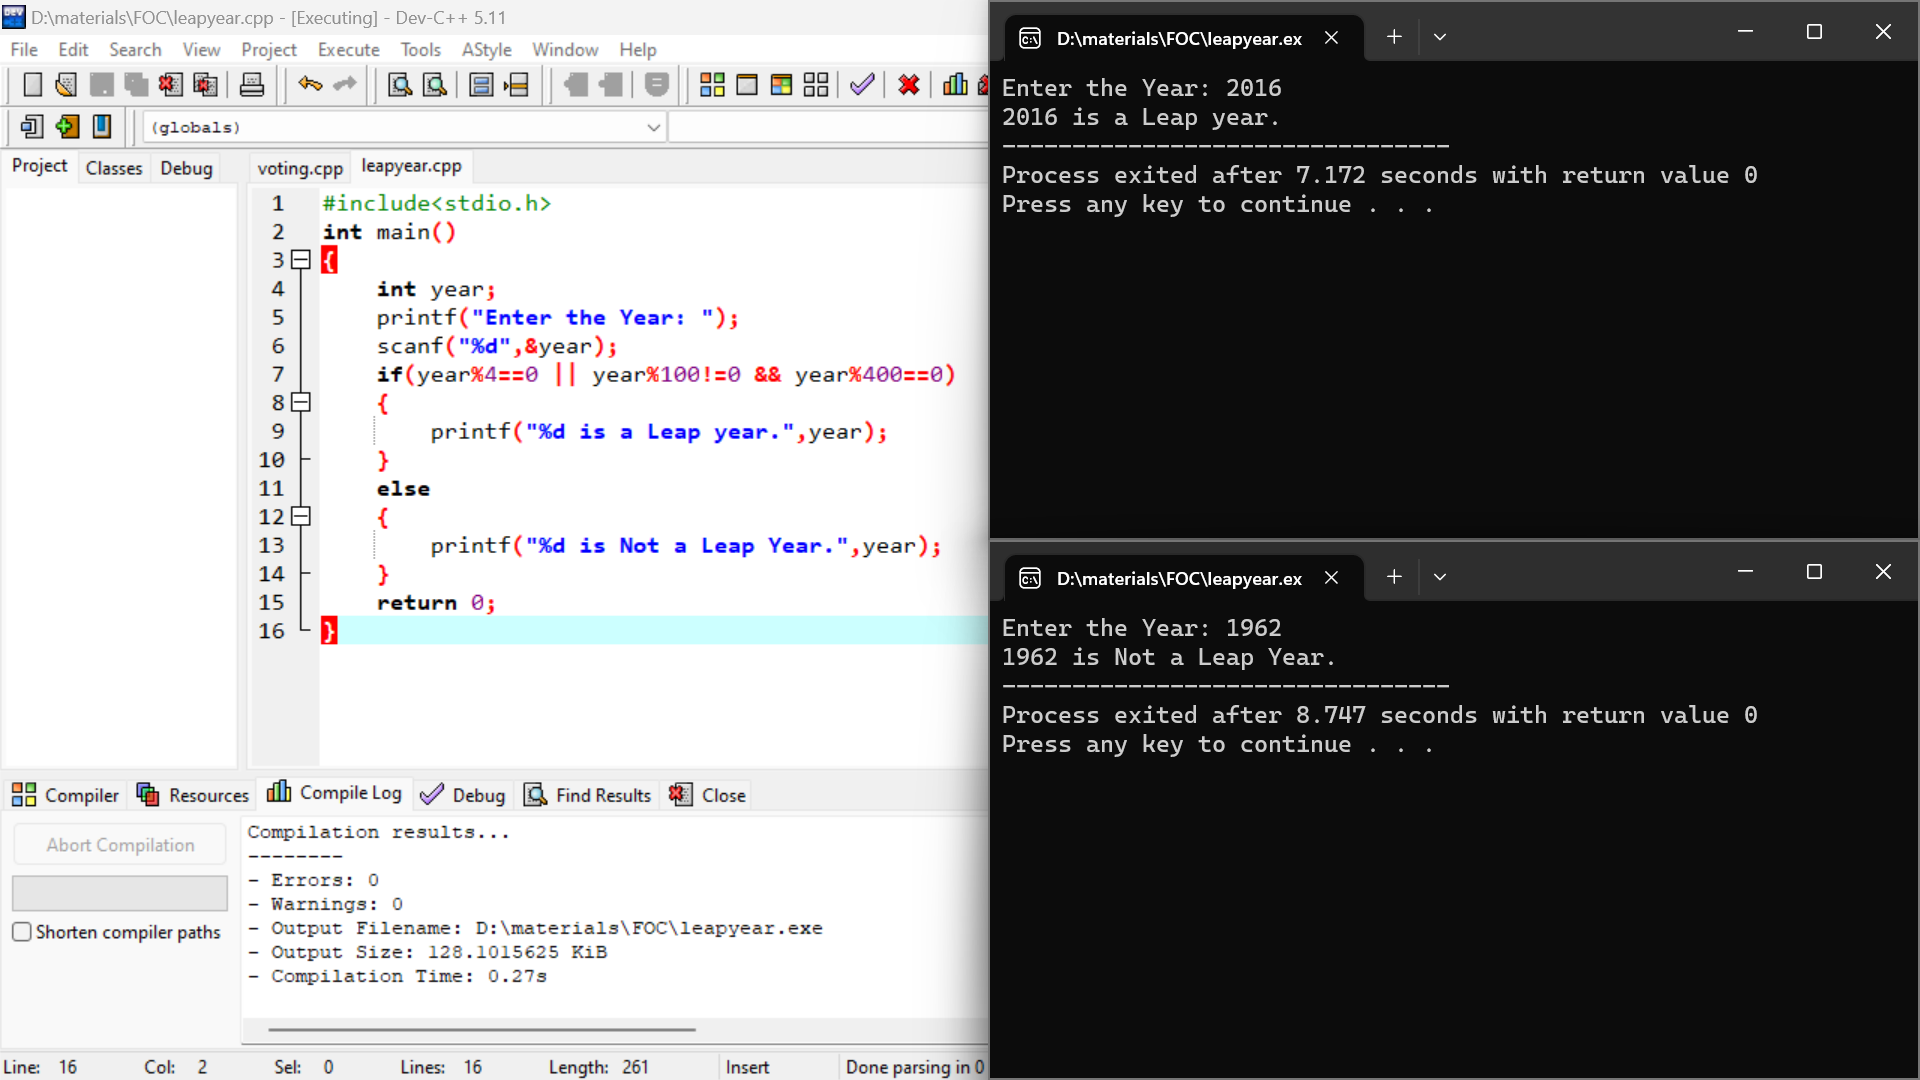 D:\materials\FOC\leapyear.cpp - [Executing] - Dev-C++ 5.11
File Edit Search View Project Execute Tools AStyle Window Help
(globals)
Project Classes Debug
voting.cpp leapyear.cpp
1 #include<stdio.h>
2 int main()
3 {
4 int year;
5 printf("Enter the Year: ");
6 scanf("%d",&year);
7 if(year%4==0 || year%100!=0 && year%400==0)
8 {
9 printf("%d is a Leap year.",year);
10 }
11 else
12 {
13 printf("%d is Not a Leap Year.",year);
14 }
15 return 0;
16 }
Compiler Resources Compile Log Debug Find Results Close
Abort Compilation
Shorten compiler paths
Compilation results...
--------
- Errors: 0
- Warnings: 0
- Output Filename: D:\materials\FOC\leapyear.exe
- Output Size: 128.1015625 KiB
- Compilation Time: 0.27s
Line: 16 Col: 2 Sel: 0 Lines: 16 Length: 261 Insert Done parsing in 0
D:\materials\FOC\leapyear.ex
Enter the Year: 2016
2016 is a Leap year.
--------------------------------
Process exited after 7.172 seconds with return value 0
Press any key to continue . . .
D:\materials\FOC\leapyear.ex
Enter the Year: 1962
1962 is Not a Leap Year.
--------------------------------
Process exited after 8.747 seconds with return value 0
Press any key to continue . . .